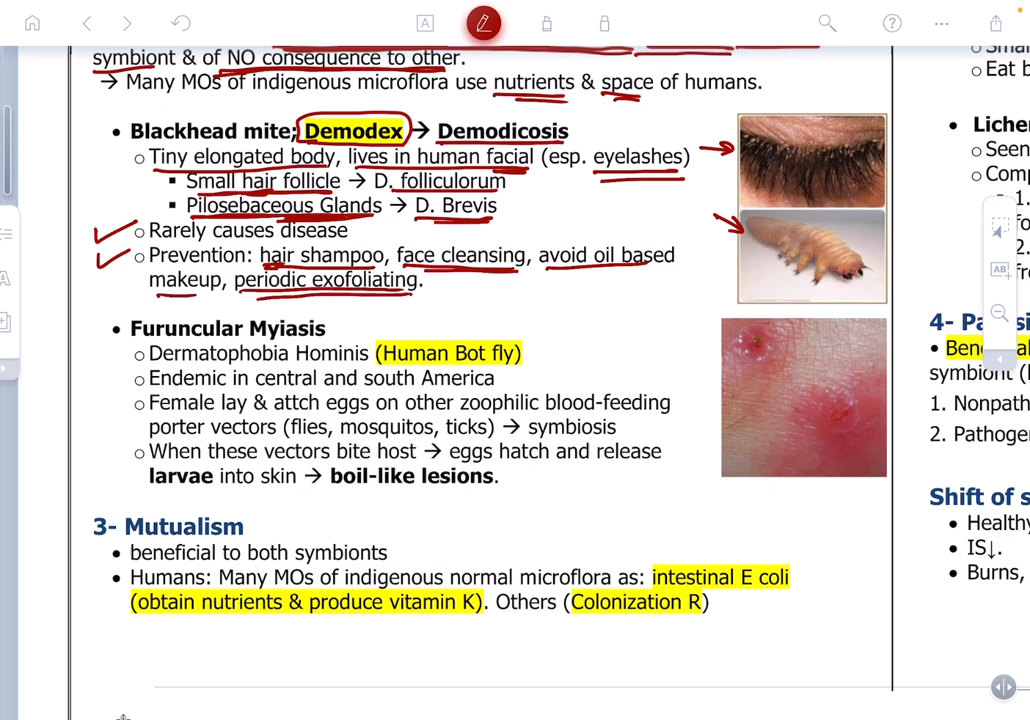 symbiont & of NO consequence to other.
→ Many MOs of indigenous microflora use nutrients & space of humans.
• Blackhead mite; Demodex → Demodicosis
o Tiny elongated body, lives in human facial (esp. eyelashes)
▪ Small hair follicle → D. folliculorum
▪ Pilosebaceous Glands → D. Brevis
o Rarely causes disease
o Prevention: hair shampoo, face cleansing, avoid oil based
makeup, periodic exofoliating.
• Furuncular Myiasis
o Dermatophobia Hominis (Human Bot fly)
o Endemic in central and south America
o Female lay & attch eggs on other zoophilic blood-feeding
porter vectors (flies, mosquitos, ticks) → symbiosis
o When these vectors bite host → eggs hatch and release
larvae into skin → boil-like lesions.
3- Mutualism
• beneficial to both symbionts
• Humans: Many MOs of indigenous normal microflora as: intestinal E coli
(obtain nutrients & produce vitamin K). Others (Colonization R)
o Eat b
• Licher
o Seen
o Comp
1.
2.
fr
4- Pa
• Ben
symbiont (
1. Nonpath
2. Pathoge
Shift of s
• Healthy
• IS↓.
• Burns,